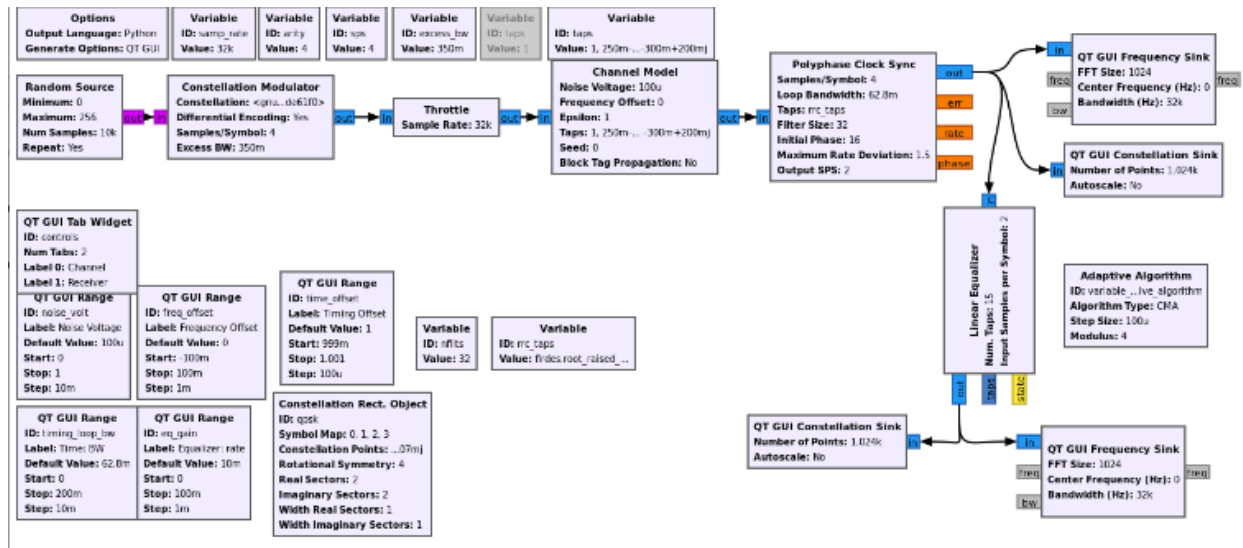 Options
Output Language: Python
Generate Options: QT GUI
Variable
ID: samp_rate
Value: 32k
Variable
ID: arity
Value: 4
Variable
ID: sps
Value: 4
Variable
ID: excess_bw
Value: 350m
Variable
ID: taps
Value: 1
Variable
ID: taps
Value: 1, 250m-...-300m+200mj
Random Source
Minimum: 0
Maximum: 256
Num Samples: 10k
Repeat: Yes
out
in
Constellation Modulator
Constellation: <gnu...de61f0>
Differential Encoding: Yes
Samples/Symbol: 4
Excess BW: 350m
out
in
Throttle
Sample Rate: 32k
out
in
Channel Model
Noise Voltage: 100u
Frequency Offset: 0
Epsilon: 1
Taps: 1, 250m-...-300m+200mj
Seed: 0
Block Tag Propagation: No
out
in
Polyphase Clock Sync
Samples/Symbol: 4
Loop Bandwidth: 62.8m
Taps: rrc_taps
Filter Size: 32
Initial Phase: 16
Maximum Rate Deviation: 1.5
Output SPS: 2
out
err
rate
phase
in
freq
bw
QT GUI Frequency Sink
FFT Size: 1024
Center Frequency (Hz): 0
Bandwidth (Hz): 32k
freq
in
QT GUI Constellation Sink
Number of Points: 1.024k
Autoscale: No
Linear Equalizer
Num. Taps: 15
Input Samples per Symbol: 2
out
taps
state
Adaptive Algorithm
ID: variable_...ive_algorithm
Algorithm Type: CMA
Step Size: 100u
Modulus: 4
QT GUI Tab Widget
ID: controls
Num Tabs: 2
Label 0: Channel
Label 1: Receiver
QT GUI Range
ID: noise_volt
Label: Noise Voltage
Default Value: 100u
Start: 0
Stop: 1
Step: 10m
QT GUI Range
ID: freq_offset
Label: Frequency Offset
Default Value: 0
Start: -100m
Stop: 100m
Step: 1m
QT GUI Range
ID: time_offset
Label: Timing Offset
Default Value: 1
Start: 999m
Stop: 1.001
Step: 100u
Variable
ID: nfilts
Value: 32
Variable
ID: rrc_taps
Value: firdes.root_raised_...
QT GUI Range
ID: timing_loop_bw
Label: Time: BW
Default Value: 62.8m
Start: 0
Stop: 200m
Step: 10m
QT GUI Range
ID: eq_gain
Label: Equalizer: rate
Default Value: 10m
Start: 0
Stop: 100m
Step: 1m
Constellation Rect. Object
ID: qpsk
Symbol Map: 0, 1, 2, 3
Constellation Points: ...07mj
Rotational Symmetry: 4
Real Sectors: 2
Imaginary Sectors: 2
Width Real Sectors: 1
Width Imaginary Sectors: 1
QT GUI Constellation Sink
Number of Points: 1.024k
Autoscale: No
in
in
freq
bw
QT GUI Frequency Sink
FFT Size: 1024
Center Frequency (Hz): 0
Bandwidth (Hz): 32k
freq